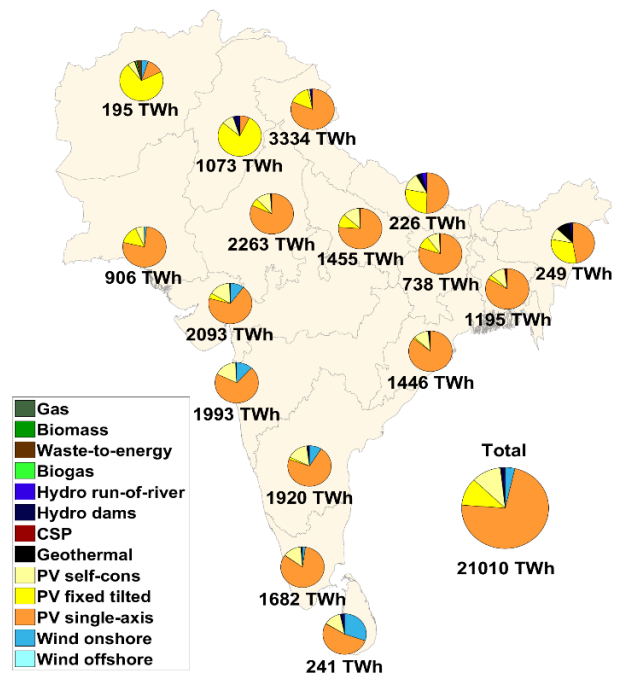 195 TWh
3334 TWh
1073 TWh
226 TWh
2263 TWh
1455 TWh
249 TWh
906 TWh
738 TWh
1195 TWh
2093 TWh
1446 TWh
1993 TWh
Gas
Biomass
Waste-to-energy
Biogas
Hydro run-of-river
Hydro dams
CSP
Geothermal
PV self-cons
PV fixed tilted
PV single-axis
Wind onshore
Wind offshore
1920 TWh
Total
21010 TWh
1682 TWh
241 TWh